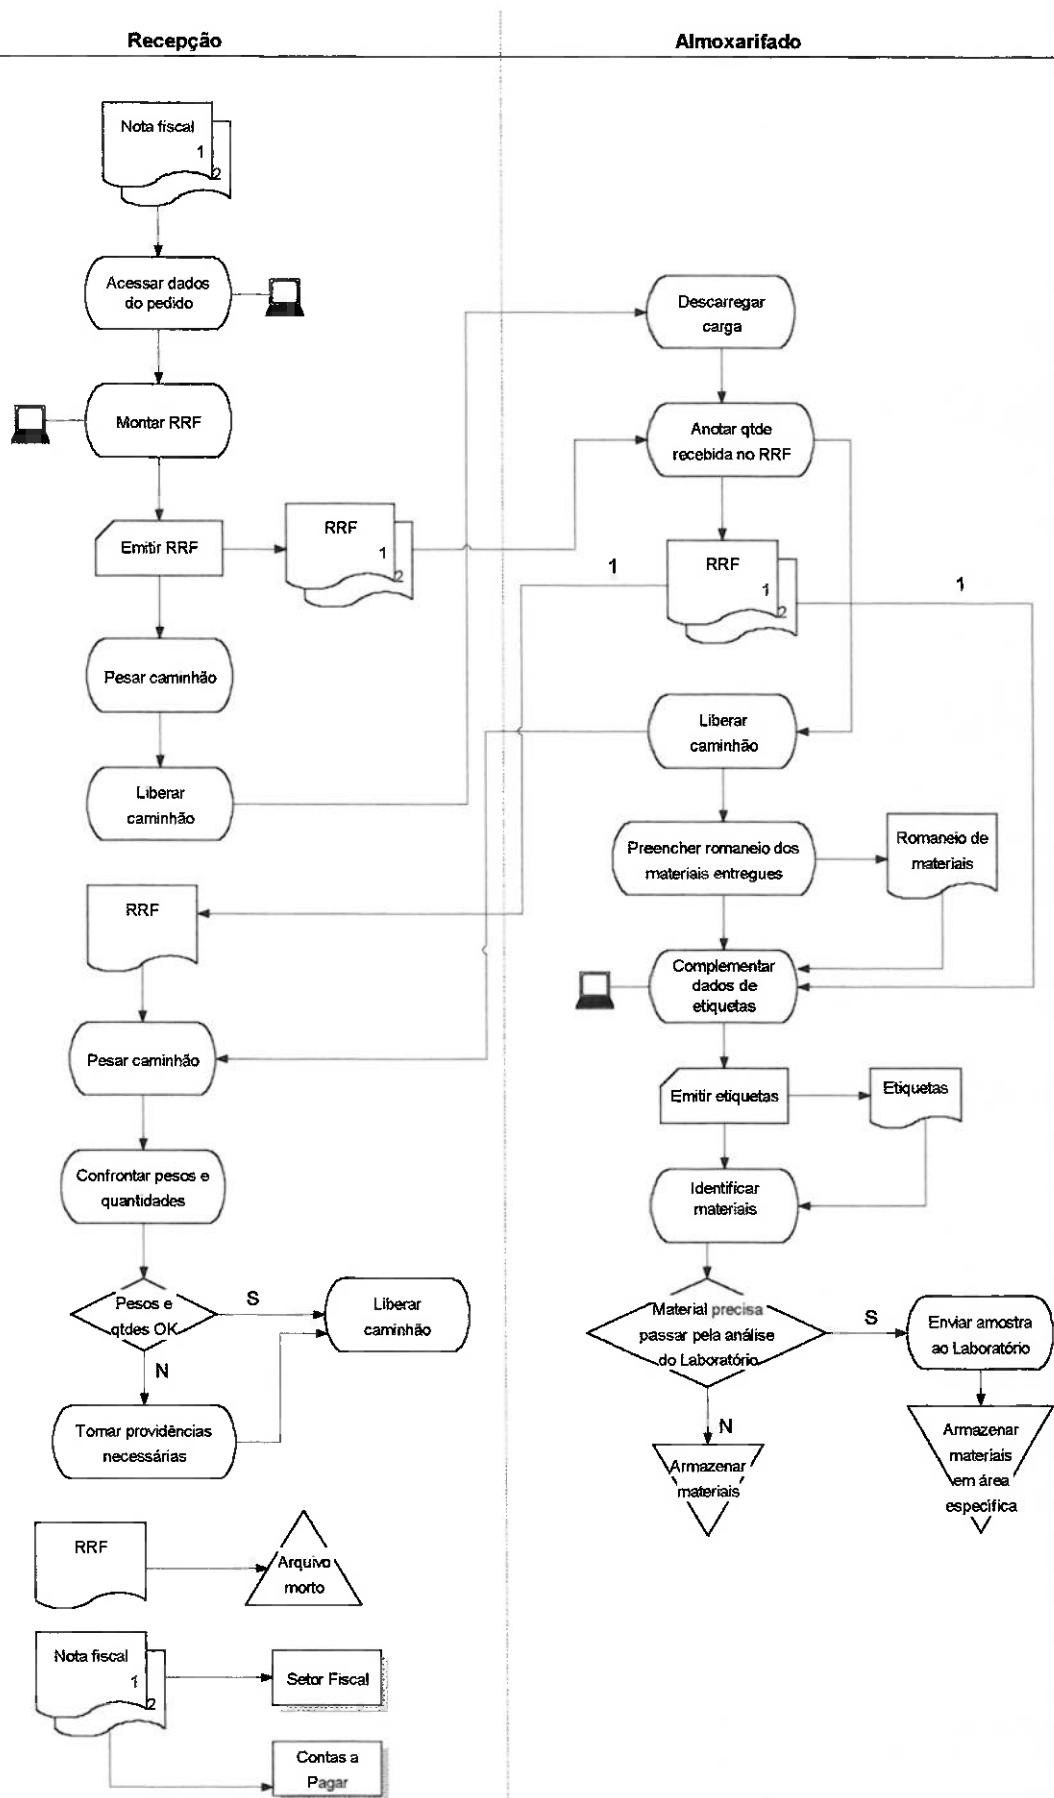 Recepção
Almoxarifado
Nota fiscal
1
2
Acessar dados
do pedido
Montar RRF
Emitir RRF
RRF
1
2
Pesar caminhão
Liberar
caminhão
RRF
Pesar caminhão
Confrontar pesos e
quantidades
Pesos e
qtdes OK
S
N
Liberar
caminhão
Tomar providências
necessárias
RRF
Arquivo
morto
Nota fiscal
1
2
Setor Fiscal
Contas a
Pagar
Descarregar
carga
Anotar qtde
recebida no RRF
RRF
1
2
1
1
Liberar
caminhão
Preencher romaneio dos
materiais entregues
Romaneio de
materiais
Complementar
dados de
etiquetas
Emitir etiquetas
Etiquetas
Identificar
materiais
Material precisa
passar pela análise
do Laboratório
S
N
Enviar amostra
ao Laboratório
Armazenar
materiais
Armazenar
materiais
em área
específica